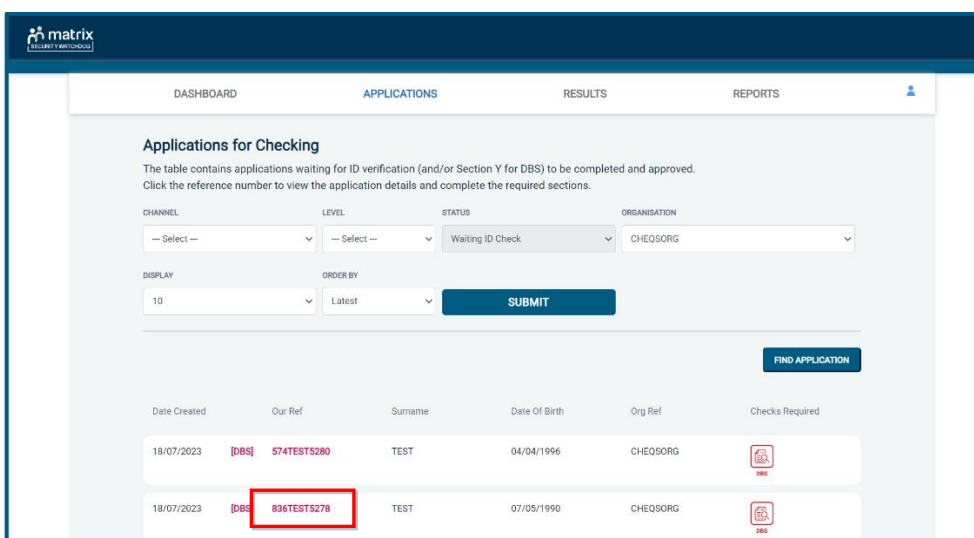 matrix
SECURITY WATCHDOG
DASHBOARD APPLICATIONS RESULTS REPORTS
Applications for Checking
The table contains applications waiting for ID verification (and/or Section Y for DBS) to be completed and approved.
Click the reference number to view the application details and complete the required sections.
CHANNEL LEVEL STATUS ORGANISATION
--- Select --- --- Select --- Waiting ID Check CHEQSORG
DISPLAY ORDER BY
10 Latest SUBMIT
FIND APPLICATION
Date Created Our Ref Surname Date Of Birth Org Ref Checks Required
18/07/2023 [DBS] 574TEST5280 TEST 04/04/1996 CHEQSORG
DBS
18/07/2023 [DBS 836TEST5278 TEST 07/05/1990 CHEQSORG
DBS